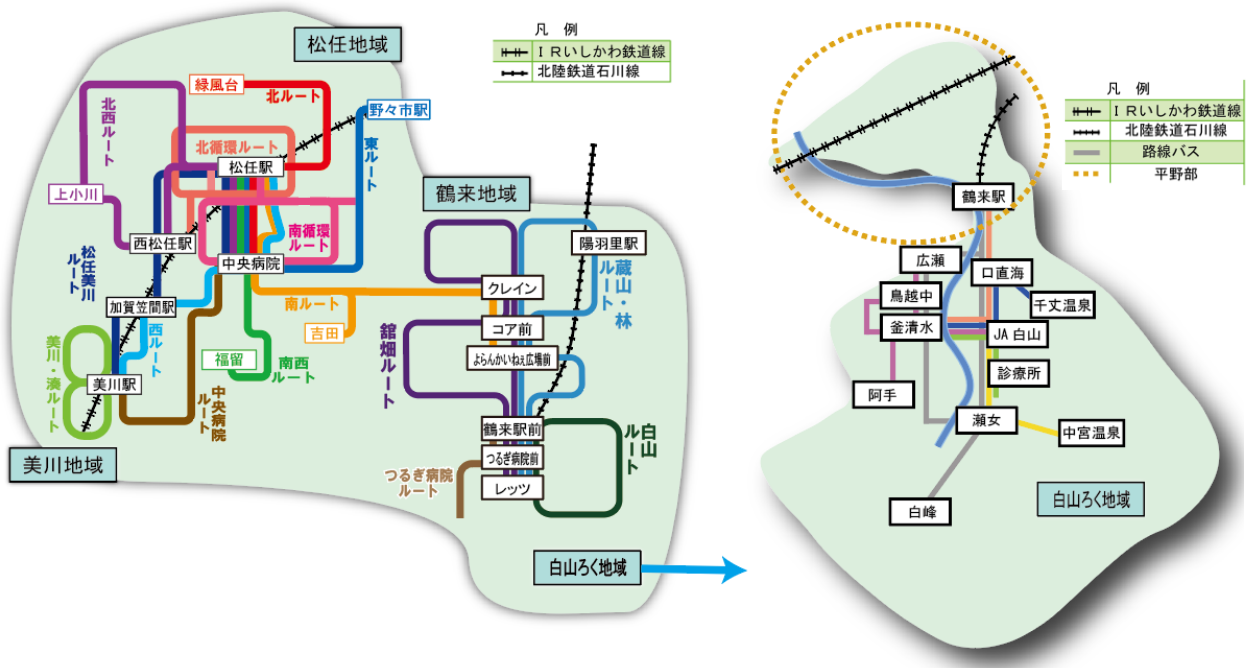 松任地域
凡 例
IRいしかわ鉄道線
北陸鉄道石川線
緑風台
北ルート
野々市駅
北西ルート
北循環ルート
松任駅
東ルート
上小川
西松任駅
南循環
ルート
中央病院
松任美川
ルート
加賀笠間駅
西ルート
南ルート
吉田
福留
南西
ルート
美川・湊ルート
美川駅
中央病院
ルート
美川地域
鶴来地域
陽羽里駅
クレイン
蔵山・林
ルート
コア前
よらんかいねぇ広場前
舘畑ルート
鶴来駅前
白山
ルート
つるぎ病院前
つるぎ病院
ルート
レッツ
白山ろく地域
凡 例
IRいしかわ鉄道線
北陸鉄道石川線
路線バス
平野部
鶴来駅
広瀬
口直海
鳥越中
千丈温泉
釜清水
JA 白山
診療所
阿手
瀬女
中宮温泉
白峰
白山ろく地域